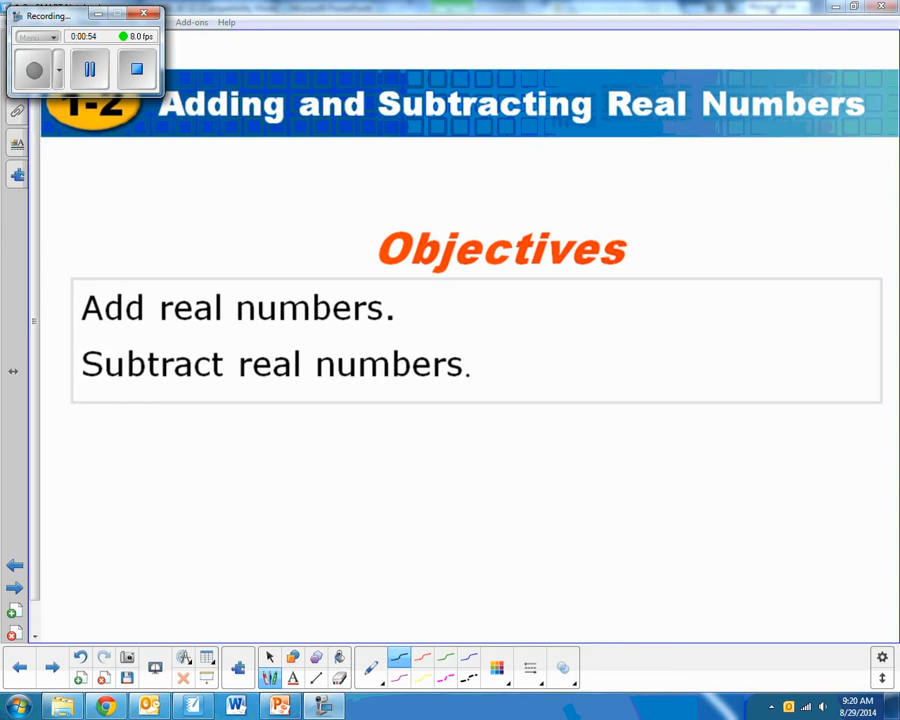 Recording...
Add-ons Help
Menu 0:00:54 8.0 fps
1-2 Adding and Subtracting Real Numbers
Objectives
Add real numbers.
Subtract real numbers.
9:20 AM
8/29/2014